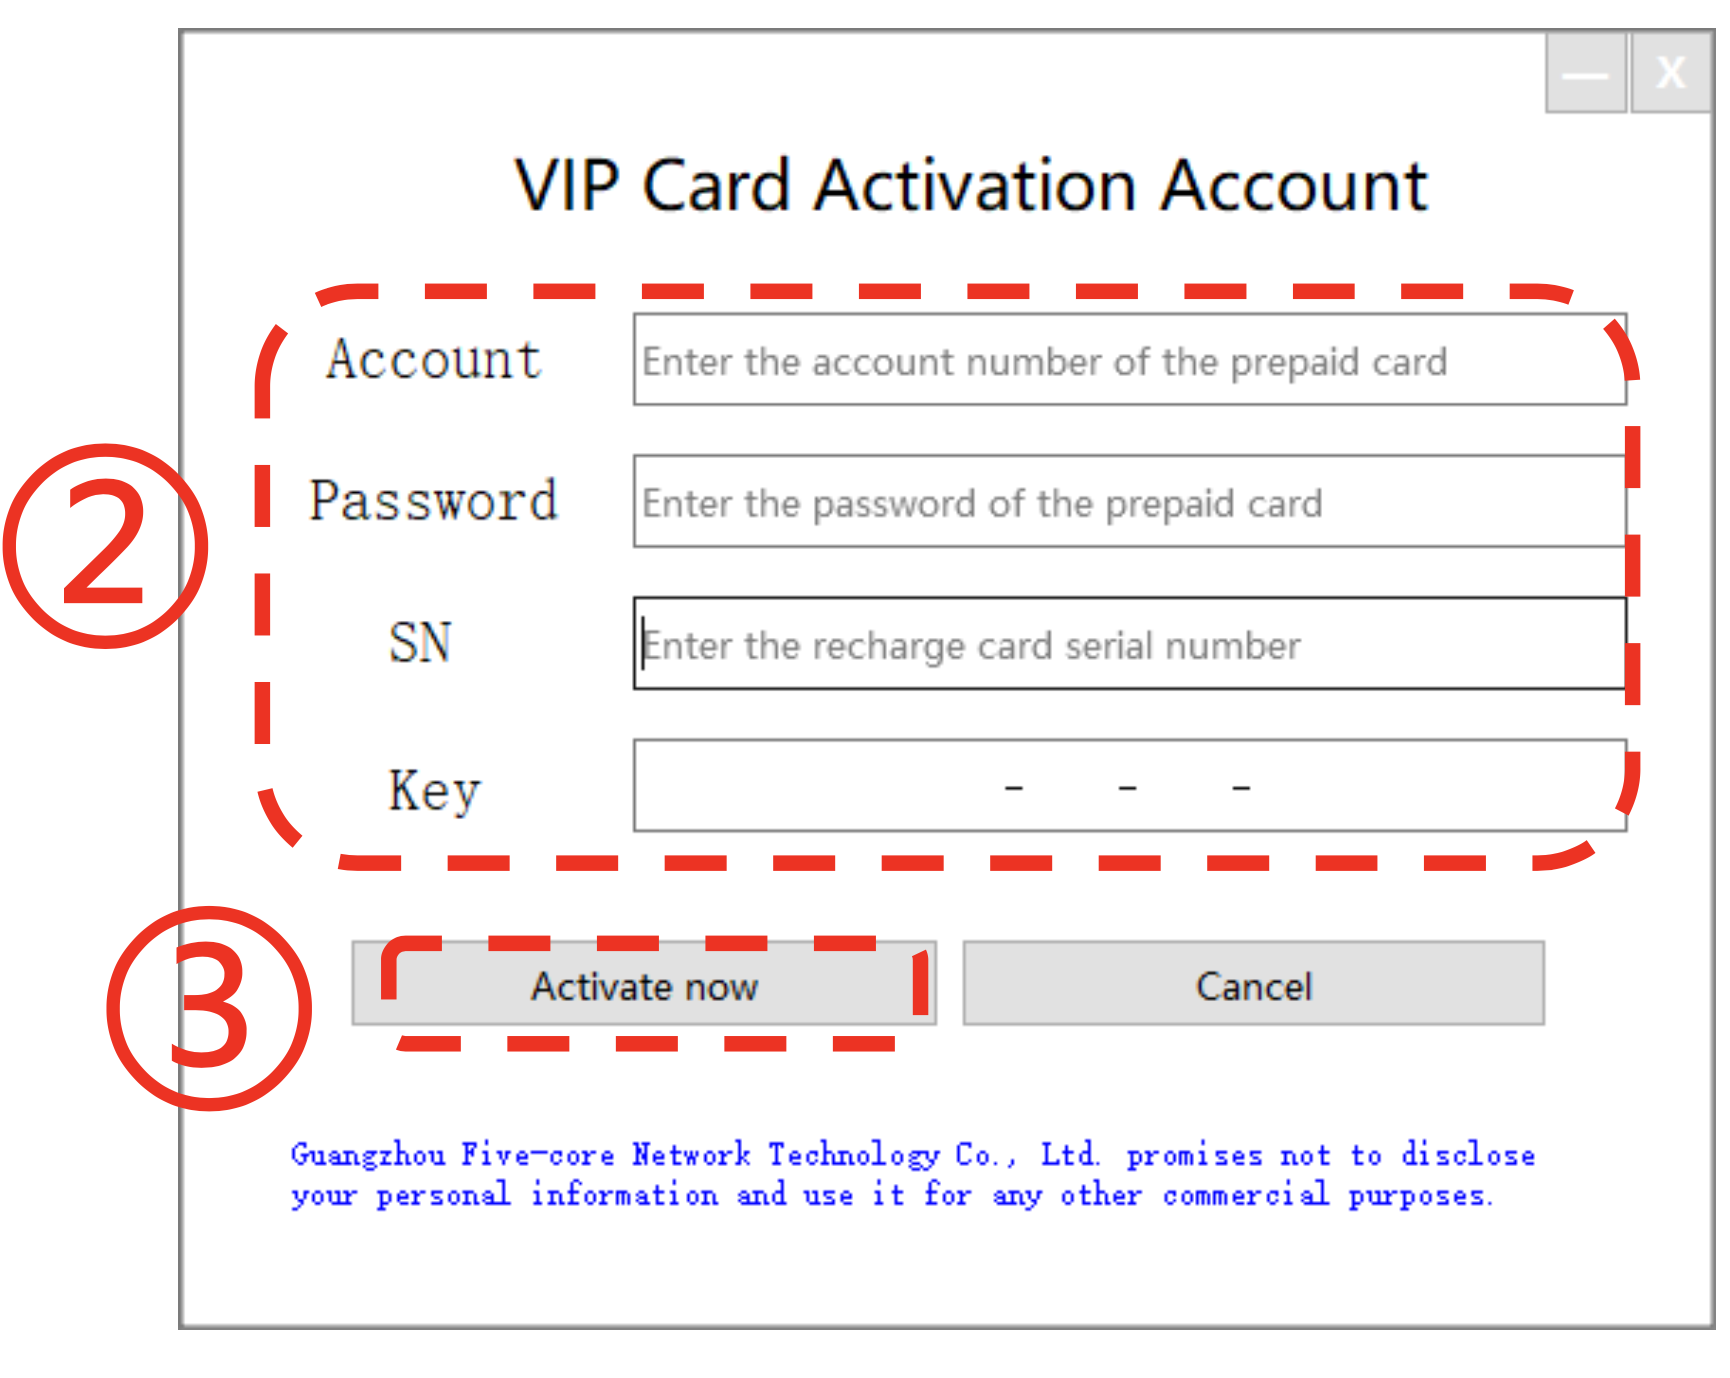 — X
VIP Card Activation Account
Account Enter the account number of the prepaid card
② Password Enter the password of the prepaid card
SN Enter the recharge card serial number
Key - - -
③ Activate now Cancel
Guangzhou Five-core Network Technology Co., Ltd. promises not to disclose
your personal information and use it for any other commercial purposes.